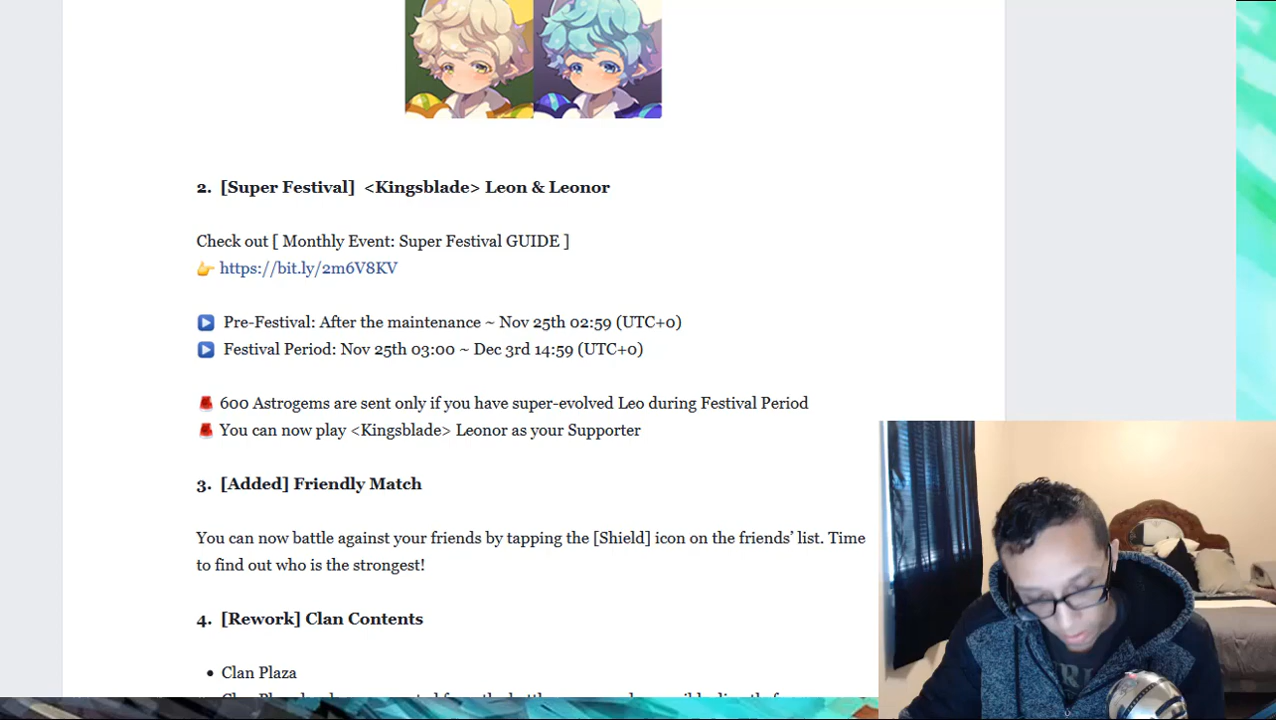 2. [Super Festival] <Kingsblade> Leon & Leonor
Check out [ Monthly Event: Super Festival GUIDE ]
👉 https://bit.ly/2m6V8KV
▶ Pre-Festival: After the maintenance ~ Nov 25th 02:59 (UTC+0)
▶ Festival Period: Nov 25th 03:00 ~ Dec 3rd 14:59 (UTC+0)
600 Astrogems are sent only if you have super-evolved Leo during Festival Period
You can now play <Kingsblade> Leonor as your Supporter
3. [Added] Friendly Match
You can now battle against your friends by tapping the [Shield] icon on the friends’ list. Time
to find out who is the strongest!
4. [Rework] Clan Contents
• Clan Plaza